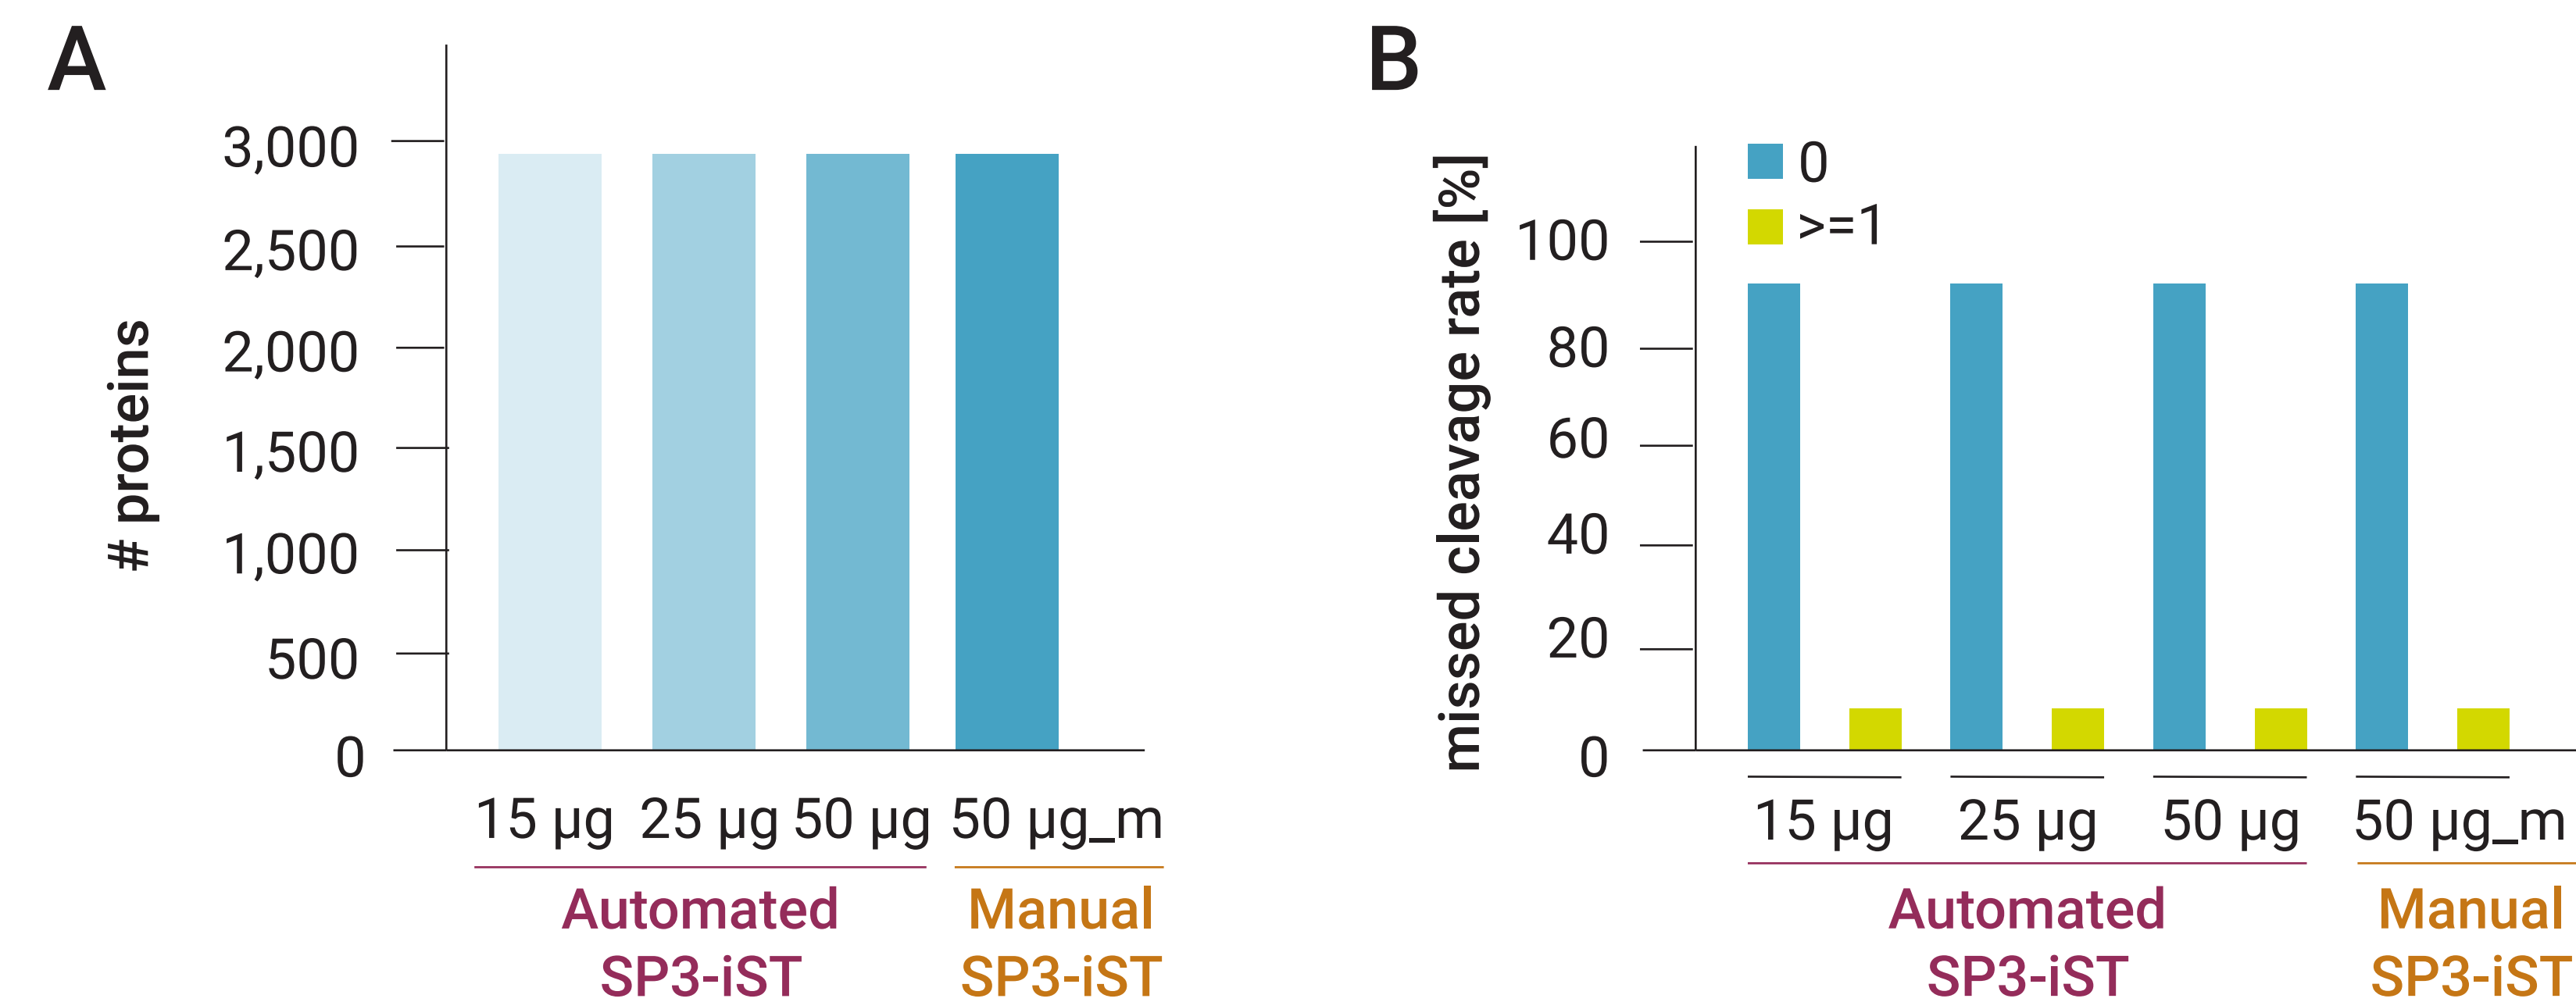 A
# proteins
3,000
2,500
2,000
1,500
1,000
500
0
15 µg 25 µg 50 µg 50 µg_m
Automated
SP3-iST
Manual
SP3-iST
B
missed cleavage rate [%]
0
>=1
100
80
60
40
20
0
15 µg 25 µg 50 µg 50 µg_m
Automated
SP3-iST
Manual
SP3-iST